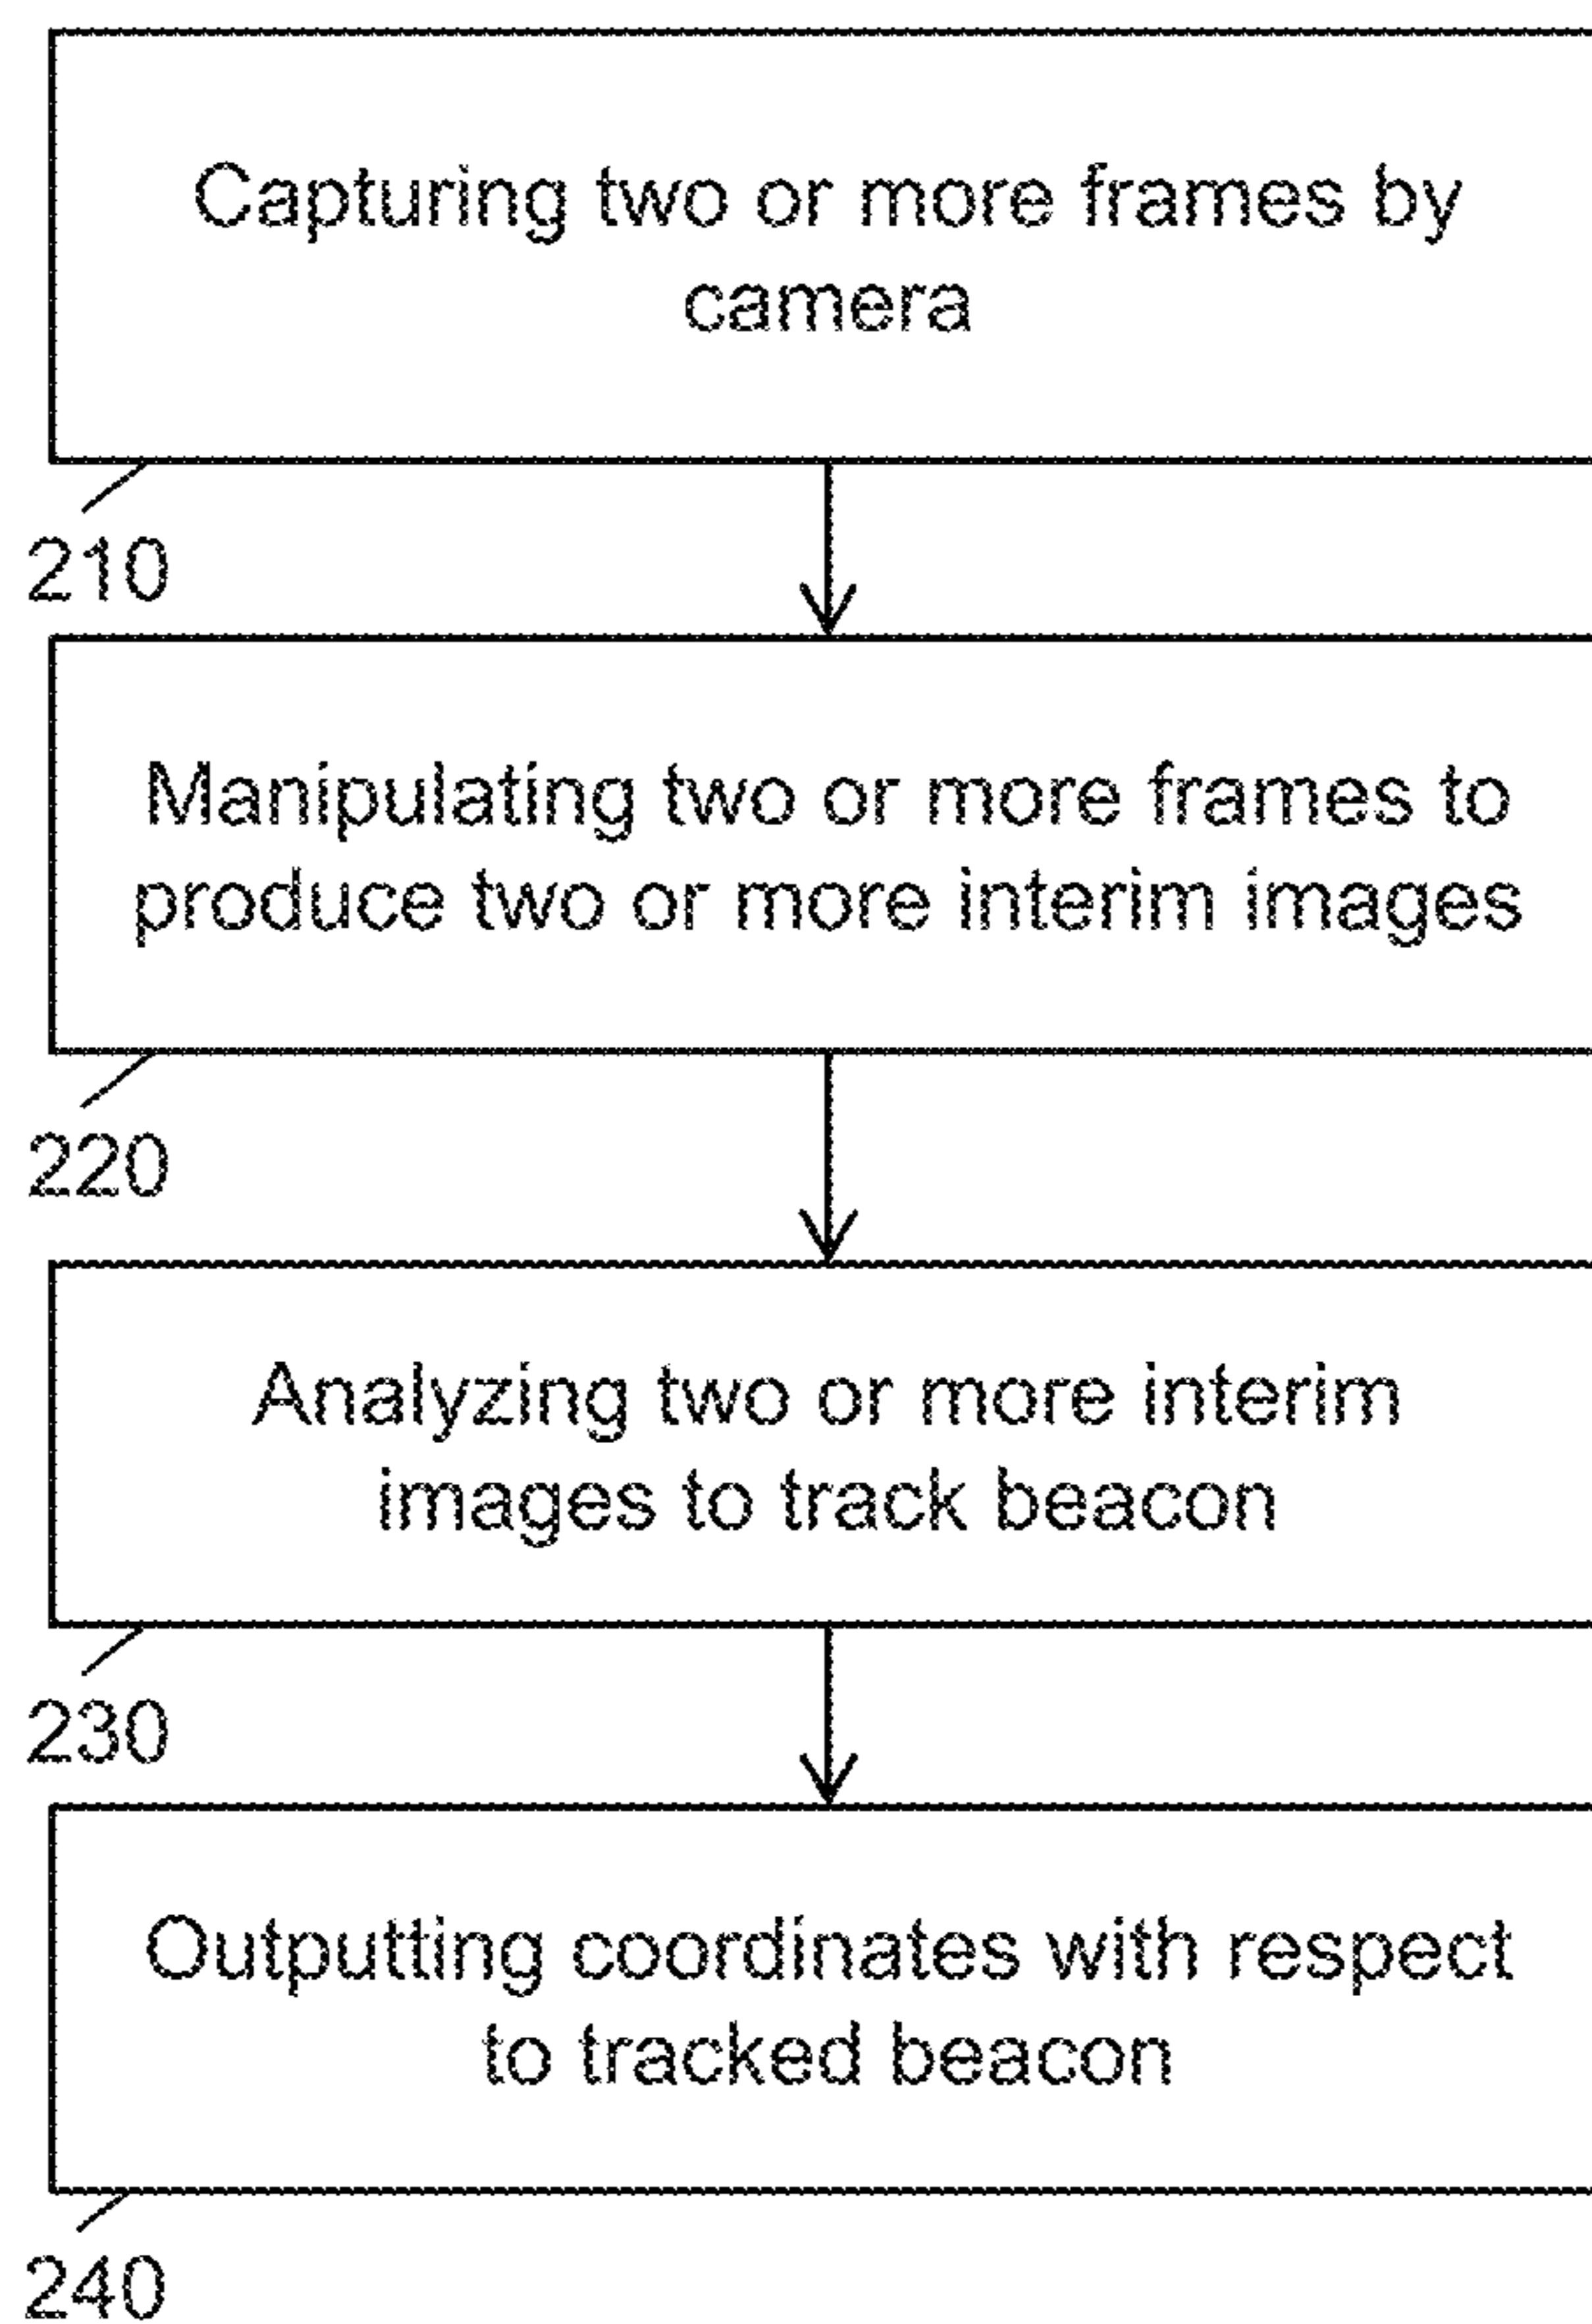 Capturing two or more frames by
camera
210
Manipulating two or more frames to
produce two or more interim images
220
Analyzing two or more interim
images to track beacon
230
Outputting coordinates with respect
to tracked beacon
240